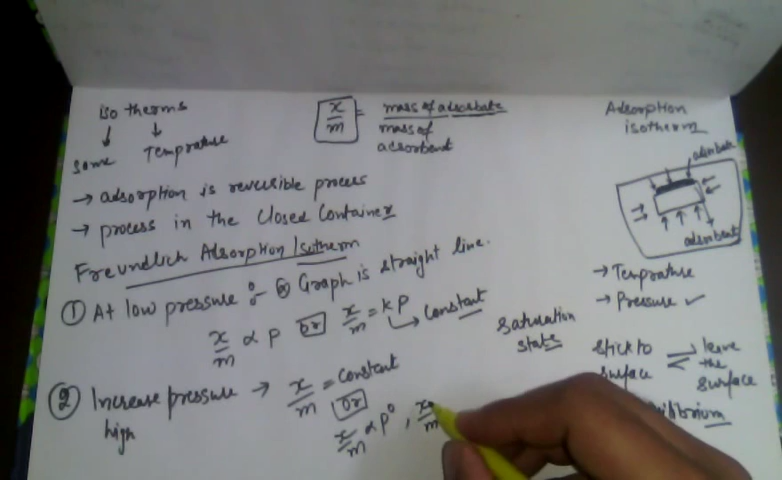 iso therms
↓ ↓
same Temprature
x/m = mass of adsorbate / mass of adsorbent
Adsorption
isotherm
adsorbate
adsorbent
→ adsorption is reversible process
→ process in the closed container
Freundlich Adsorption Isotherm
① At low pressure : Graph is straight line.
x/m ∝ P or x/m = KP
↳ constant
→ Temprature
→ Pressure ✓
Saturation
state
stick to ⇌ leave
surface the
surface
② Increase pressure → x/m = constant
high
or
x/m ∝ P⁰, x/m